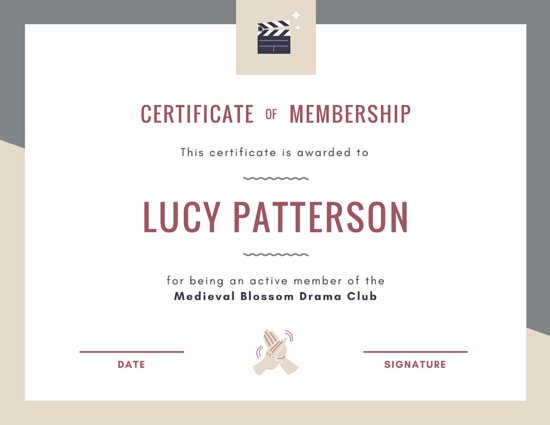 CERTIFICATE OF MEMBERSHIP
This certificate is awarded to
LUCY PATTERSON
for being an active member of the
Medieval Blossom Drama Club
DATE
SIGNATURE